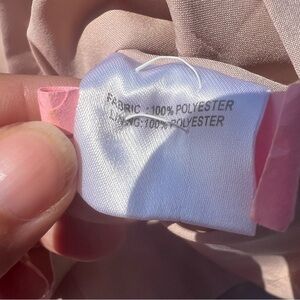 FABRIC : 100% POLYESTER
LINING:100% POLYESTER